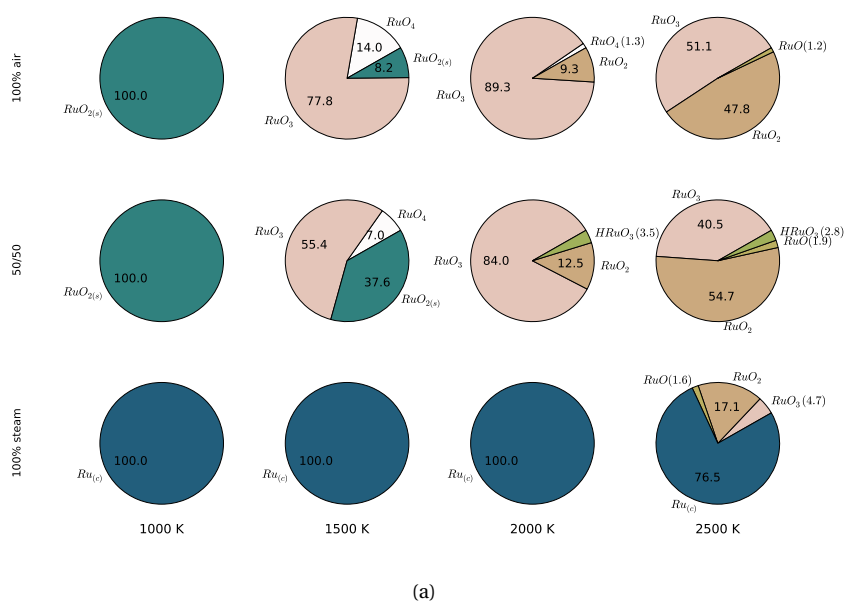 100% air
RuO2(s)
100.0
RuO4
14.0
RuO2(s)
8.2
77.8
RuO3
RuO4(1.3)
RuO2
9.3
89.3
RuO3
RuO3
51.1
RuO(1.2)
47.8
RuO2
50/50
100.0
RuO2(s)
RuO3
55.4
RuO4
7.0
37.6
RuO2(s)
RuO3
84.0
HRuO3(3.5)
12.5
RuO2
RuO3
40.5
HRuO3(2.8)
RuO(1.9)
54.7
RuO2
100% steam
100.0
Ru(c)
100.0
Ru(c)
100.0
Ru(c)
RuO(1.6)
RuO2
17.1
RuO3(4.7)
76.5
Ru(c)
1000 K
1500 K
2000 K
2500 K
(a)